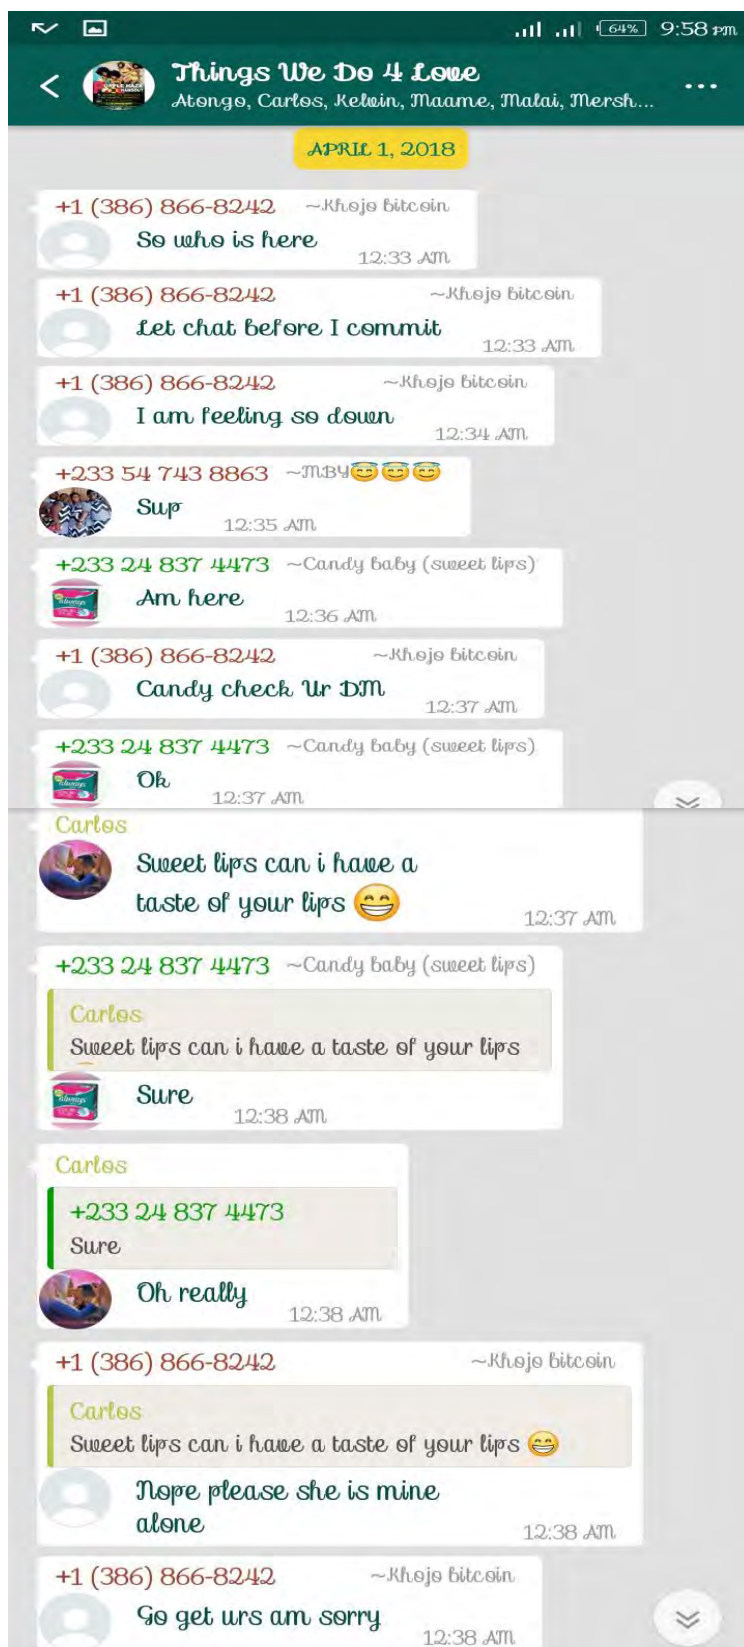 64% 9:58 PM
Things We Do 4 Love
Atongo, Carlos, Kelvin, Maame, Malai, Mersh...
APRIL 1, 2018
+1 (386) 866-8242 ~Khojo bitcoin
So who is here
12:33 AM
+1 (386) 866-8242 ~Khojo bitcoin
Let chat before I commit
12:33 AM
+1 (386) 866-8242 ~Khojo bitcoin
I am feeling so down
12:34 AM
+233 54 743 8863 ~MBY😇😇😇
Sup
12:35 AM
+233 24 837 4473 ~Candy baby (sweet lips)
Am here
12:36 AM
+1 (386) 866-8242 ~Khojo bitcoin
Candy check Ur DM
12:37 AM
+233 24 837 4473 ~Candy baby (sweet lips)
Ok
12:37 AM
Carlos
Sweet lips can i have a
taste of your lips 😁
12:37 AM
+233 24 837 4473 ~Candy baby (sweet lips)
Carlos
Sweet lips can i have a taste of your lips
Sure
12:38 AM
Carlos
+233 24 837 4473
Sure
Oh really
12:38 AM
+1 (386) 866-8242 ~Khojo bitcoin
Carlos
Sweet lips can i have a taste of your lips 😁
Nope please she is mine
alone
12:38 AM
+1 (386) 866-8242 ~Khojo bitcoin
Go get urs am sorry
12:38 AM